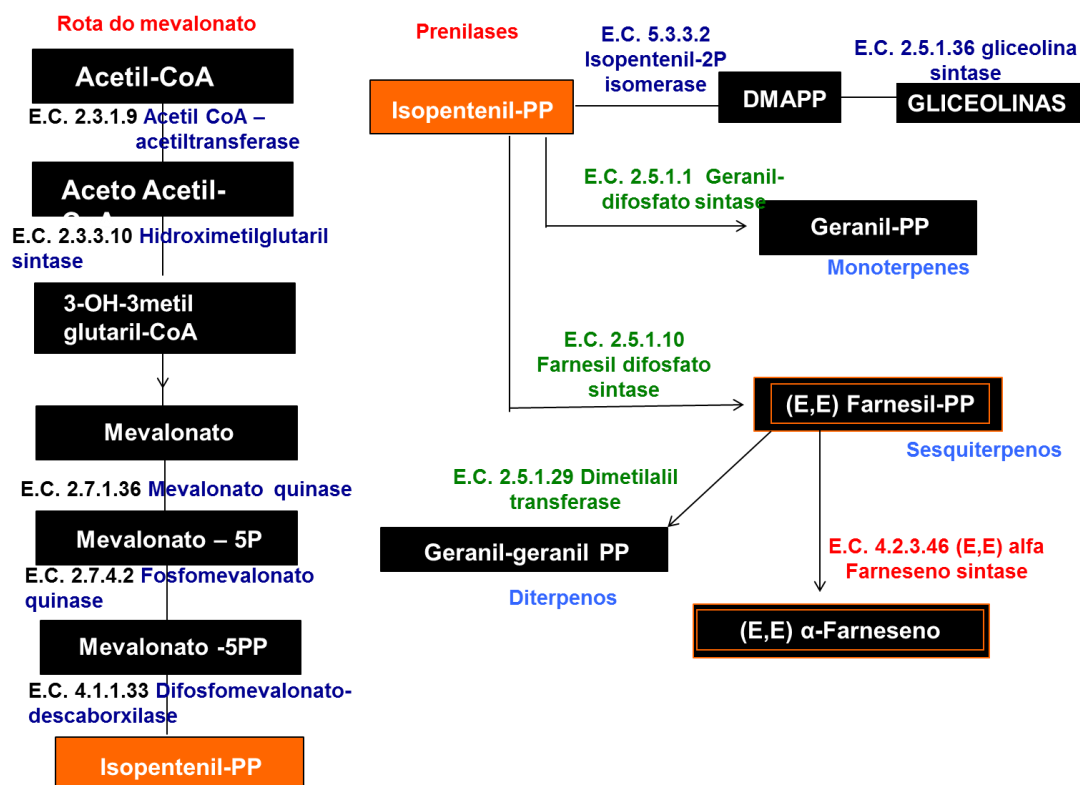 Rota do mevalonato
Acetil-CoA
E.C. 2.3.1.9 Acetil CoA –
acetiltransferase
Aceto Acetil-
E.C. 2.3.3.10 Hidroximetilglutaril
sintase
3-OH-3metil
glutaril-CoA
Mevalonato
E.C. 2.7.1.36 Mevalonato quinase
Mevalonato – 5P
E.C. 2.7.4.2 Fosfomevalonato
quinase
Mevalonato -5PP
E.C. 4.1.1.33 Difosfomevalonato-
descaborxilase
Isopentenil-PP
Prenilases
Isopentenil-PP
E.C. 5.3.3.2
Isopentenil-2P
isomerase
DMAPP
E.C. 2.5.1.36 gliceolina
sintase
GLICEOLINAS
E.C. 2.5.1.1 Geranil-
difosfato sintase
Geranil-PP
Monoterpenes
E.C. 2.5.1.10
Farnesil difosfato
sintase
(E,E) Farnesil-PP
Sesquiterpenos
E.C. 2.5.1.29 Dimetilalil
transferase
Geranil-geranil PP
Diterpenos
E.C. 4.2.3.46 (E,E) alfa
Farneseno sintase
(E,E) α-Farneseno